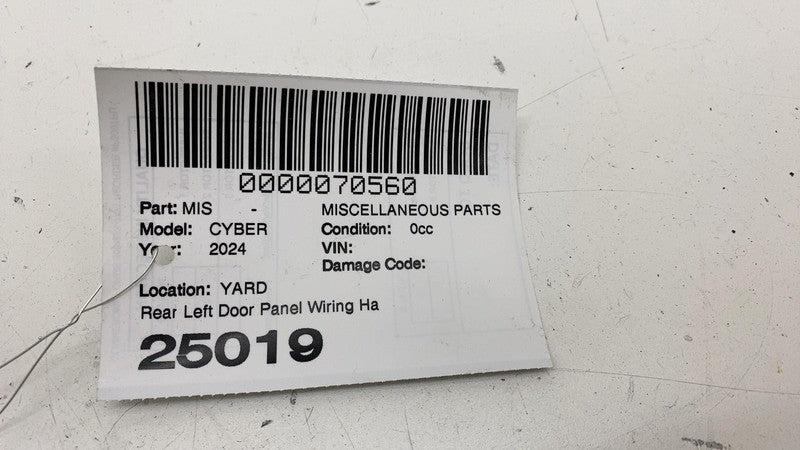 0000070560
Part: MIS - MISCELLANEOUS PARTS
Model: CYBER Condition: 0cc
Year: 2024 VIN:
Damage Code:
Location: YARD
Rear Left Door Panel Wiring Ha
25019